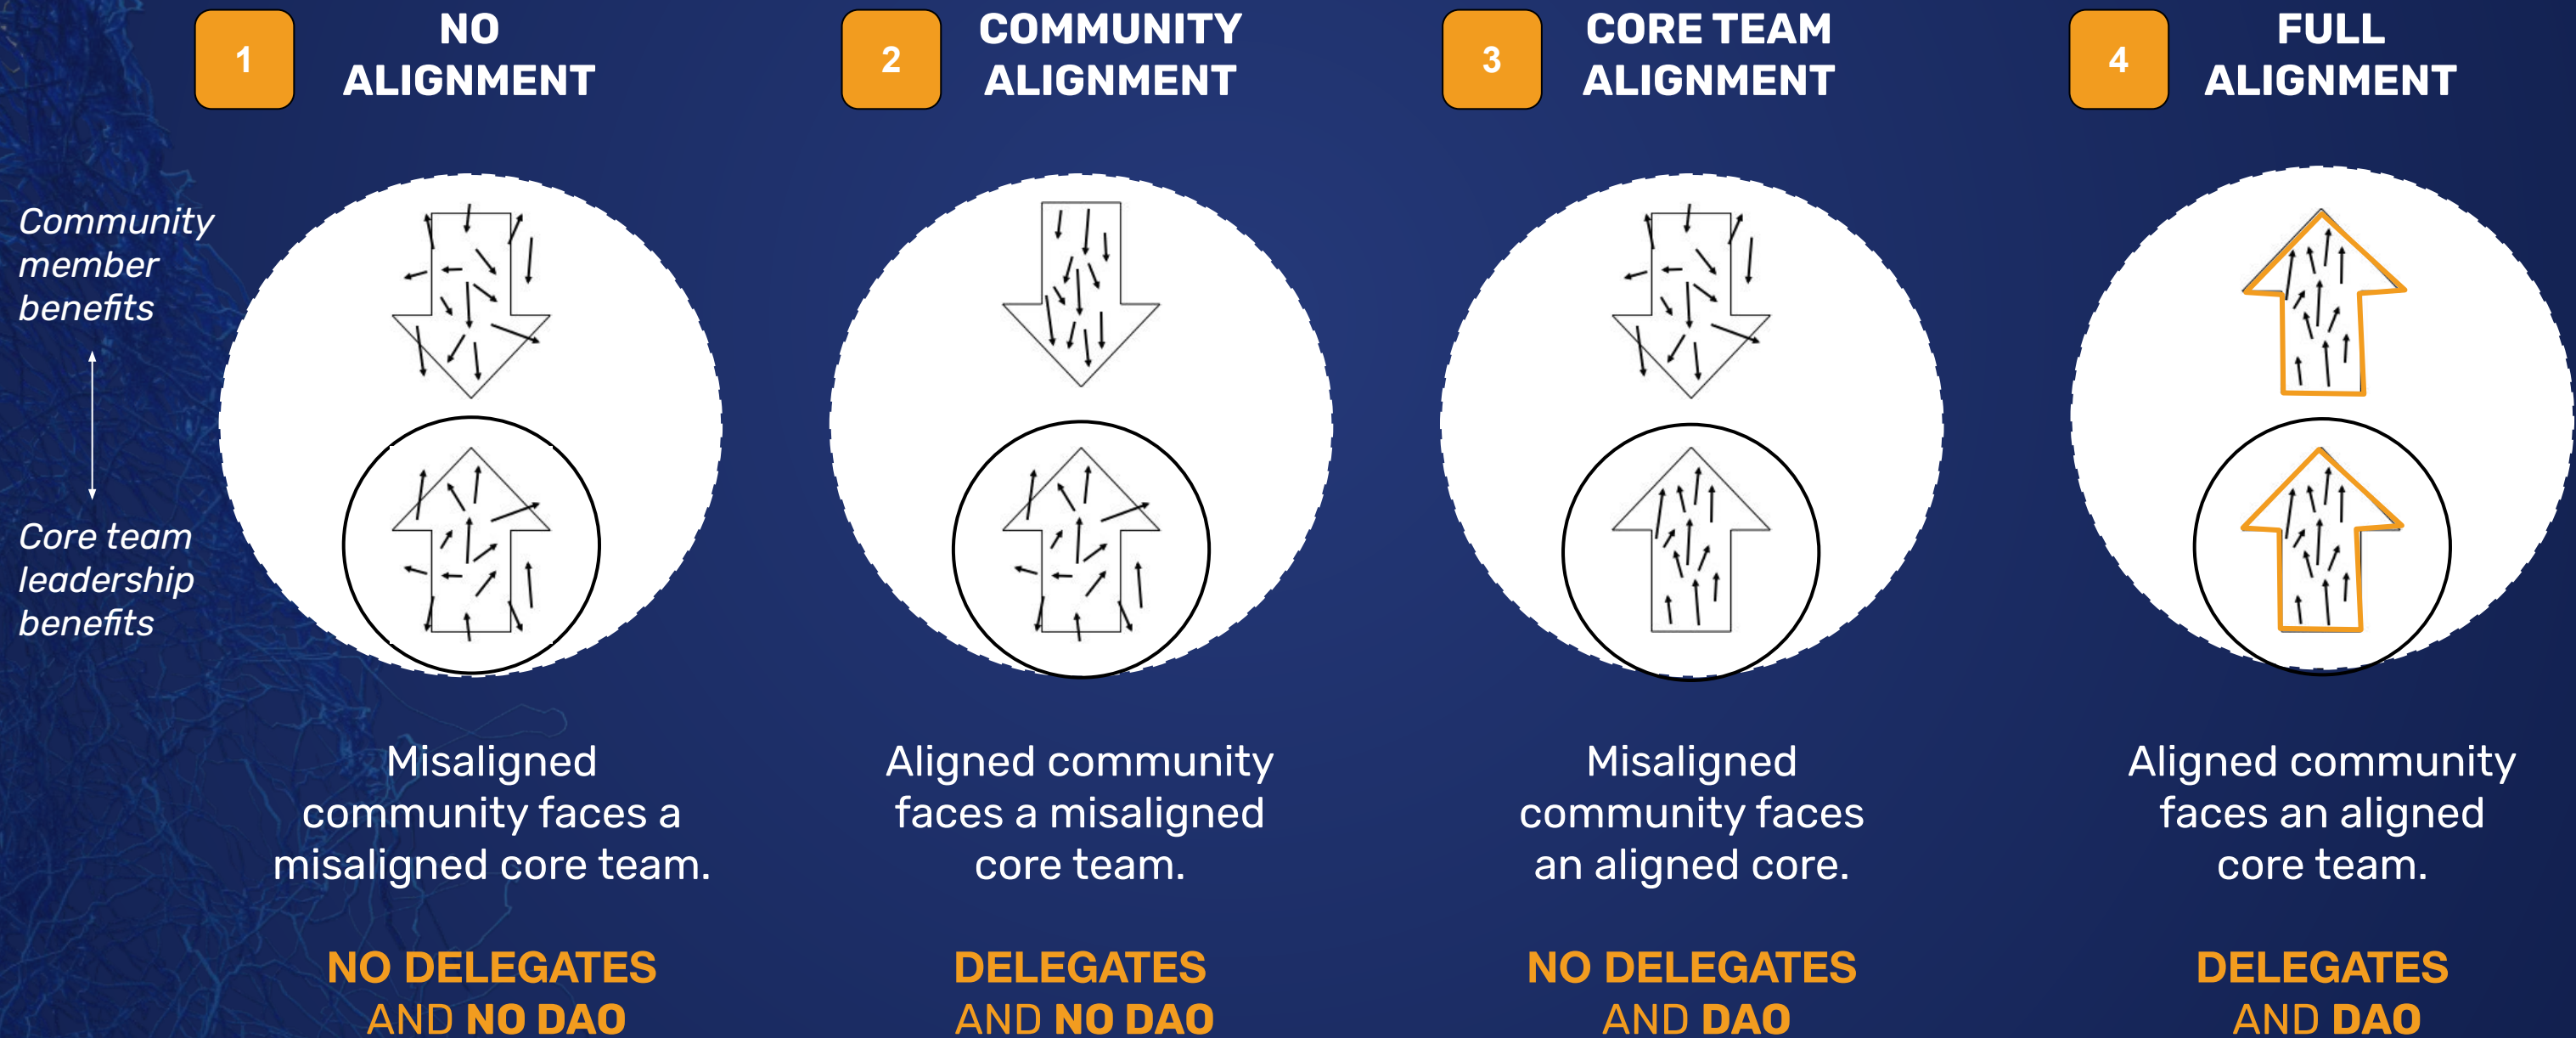 1
NO
ALIGNMENT
2
COMMUNITY
ALIGNMENT
3
CORE TEAM
ALIGNMENT
4
FULL
ALIGNMENT
Community
member
benefits
Core team
leadership
benefits
Misaligned
community faces a
misaligned core team.
Aligned community
faces a misaligned
core team.
Misaligned
community faces
an aligned core.
Aligned community
faces an aligned
core team.
NO DELEGATES
AND NO DAO
DELEGATES
AND NO DAO
NO DELEGATES
AND DAO
DELEGATES
AND DAO